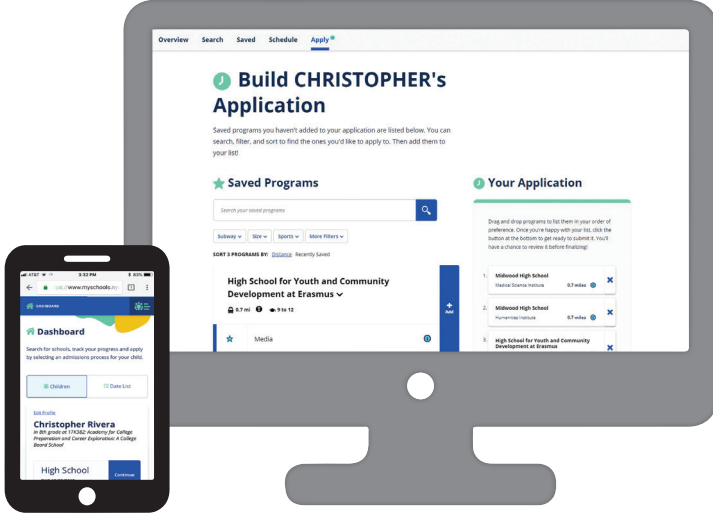 Overview Search Saved Schedule Apply
Build CHRISTOPHER's
Application
Saved programs you haven't added to your application are listed below. You can
search, filter, and sort to find the ones you'd like to apply to. Then add them to
your list!
Saved Programs
Search your saved programs
Subway Size Sports More Filters
SORT 3 PROGRAMS BY: Distance Recently Saved
High School for Youth and Community
Development at Erasmus
0.7 mi 9 to 12
Add
Media
Your Application
Drag and drop programs to list them in your order of
preference. Once you're happy with your list, click the
button at the bottom to get ready to submit it. You'll
have a chance to review it before finalizing!
1. Midwood High School
Medical Science Institute 0.7 miles
2. Midwood High School
Humanities Institute 0.7 miles
3. High School for Youth and Community
Development at Erasmus
AT&T 3:32 PM 83%
www.myschools.ny
DASHBOARD
Dashboard
Search for schools, track your progress and apply
by selecting an admissions process for your child.
Children Date List
Edit Profile
Christopher Rivera
in 8th grade at 17K382: Academy for College
Preparation and Career Exploration: A College
Board School
High School
Continue